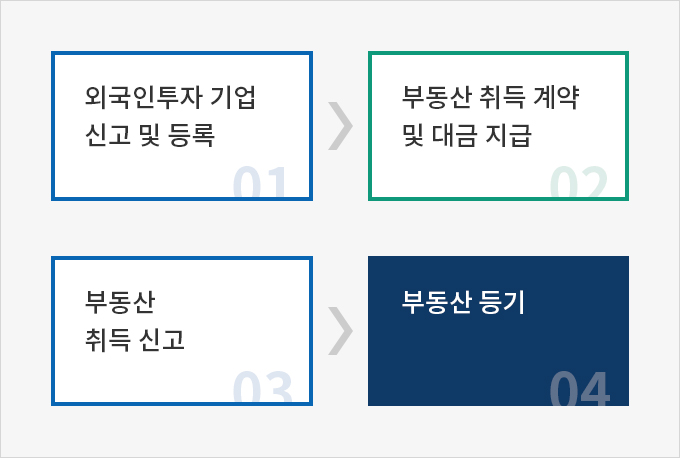 외국인투자 기업
신고 및 등록
01
부동산 취득 계약
및 대금 지급
02
부동산
취득 신고
03
부동산 등기
04